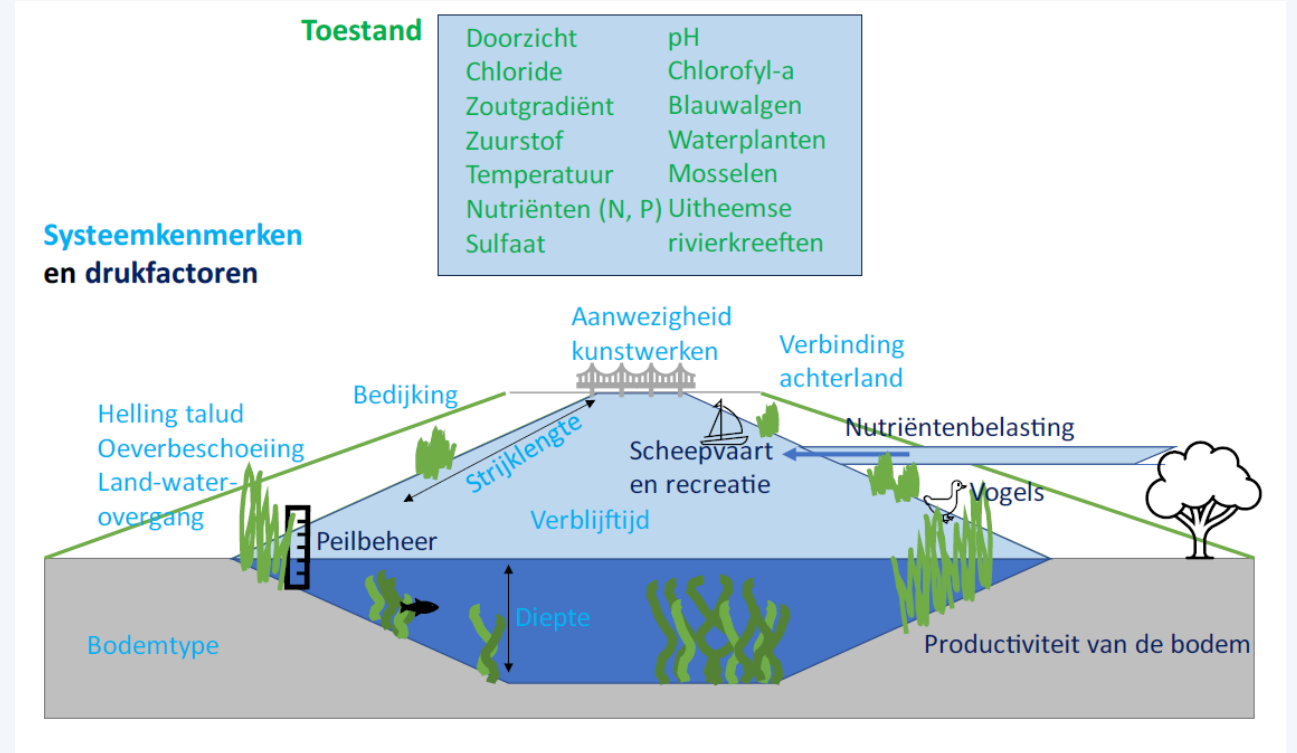 Toestand
Doorzicht
Chloride
Zoutgradiënt
Zuurstof
Temperatuur
Nutriënten (N, P)
Sulfaat
pH
Chlorofyl-a
Blauwalgen
Waterplanten
Mosselen
Uitheemse
rivierkreeften
Systeemkenmerken
en drukfactoren
Aanwezigheid
kunstwerken
Verbinding
achterland
Bedijking
Helling talud
Oeverbeschoeiing
Land-water-
overgang
Strijklengte
Scheepvaart
en recreatie
Nutriëntenbelasting
Vogels
Verblijftijd
Peilbeheer
Diepte
Bodemtype
Productiviteit van de bodem